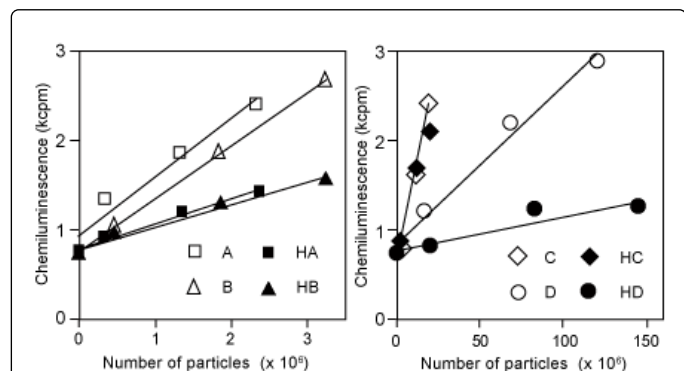 3
2
1
0
Chemiluminescence (kcpm)
A HA
B HB
0 1 2 3
Number of particles (x 10⁶)
3
2
1
0
Chemiluminescence (kcpm)
C HC
D HD
0 50 100 150
Number of particles (x 10⁶)